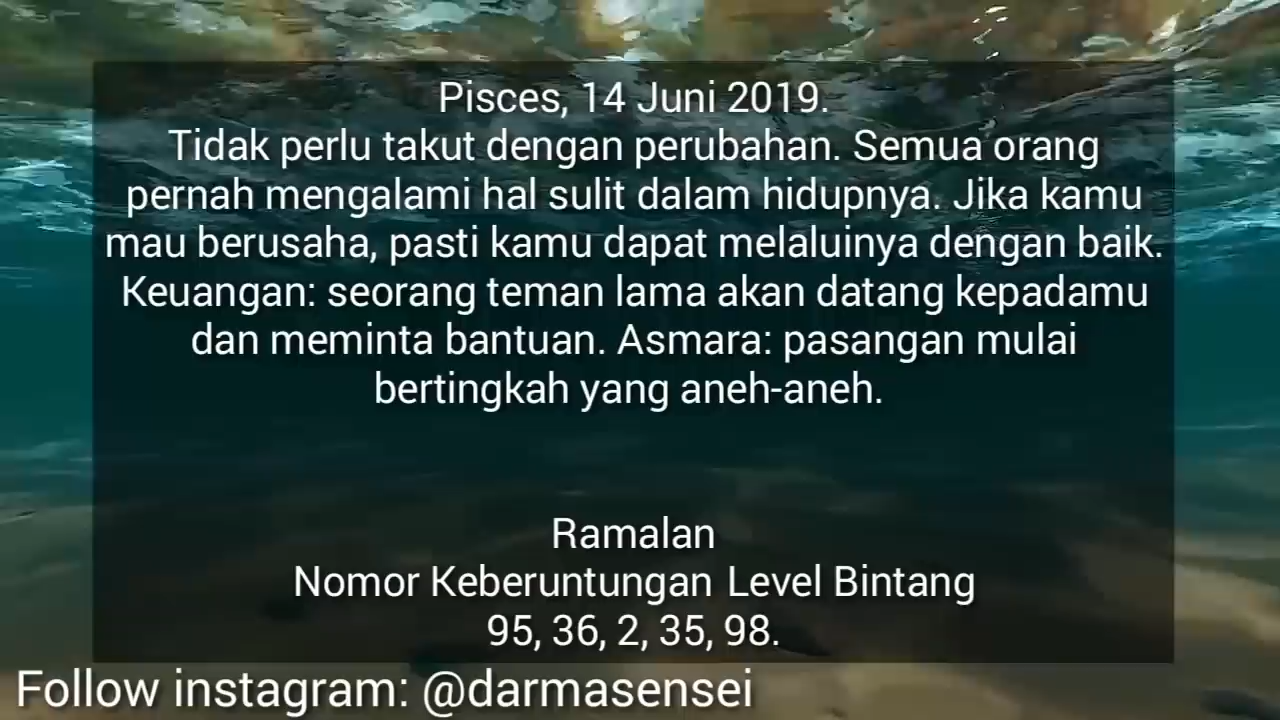 Pisces, 14 Juni 2019.
Tidak perlu takut dengan perubahan. Semua orang
pernah mengalami hal sulit dalam hidupnya. Jika kamu
mau berusaha, pasti kamu dapat melaluinya dengan baik.
Keuangan: seorang teman lama akan datang kepadamu
dan meminta bantuan. Asmara: pasangan mulai
bertingkah yang aneh-aneh.
Ramalan
Nomor Keberuntungan Level Bintang
95, 36, 2, 35, 98.
Follow instagram: @darmasensei